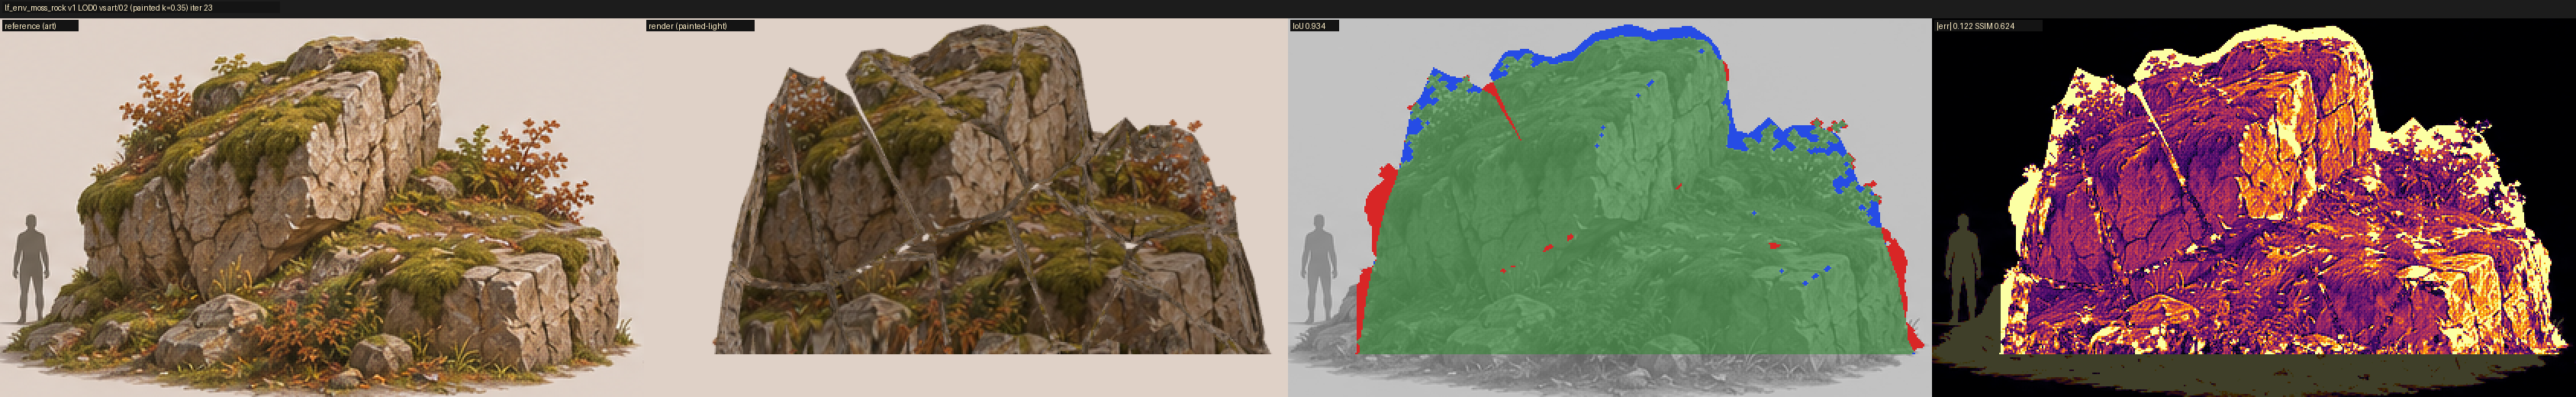 tf_env_moss_rock v1 LOD0 vs art/02 (painted k=0.35) iter 23
reference (art)
render (painted-light)
IoU 0.934
|err| 0.122 SSIM 0.624